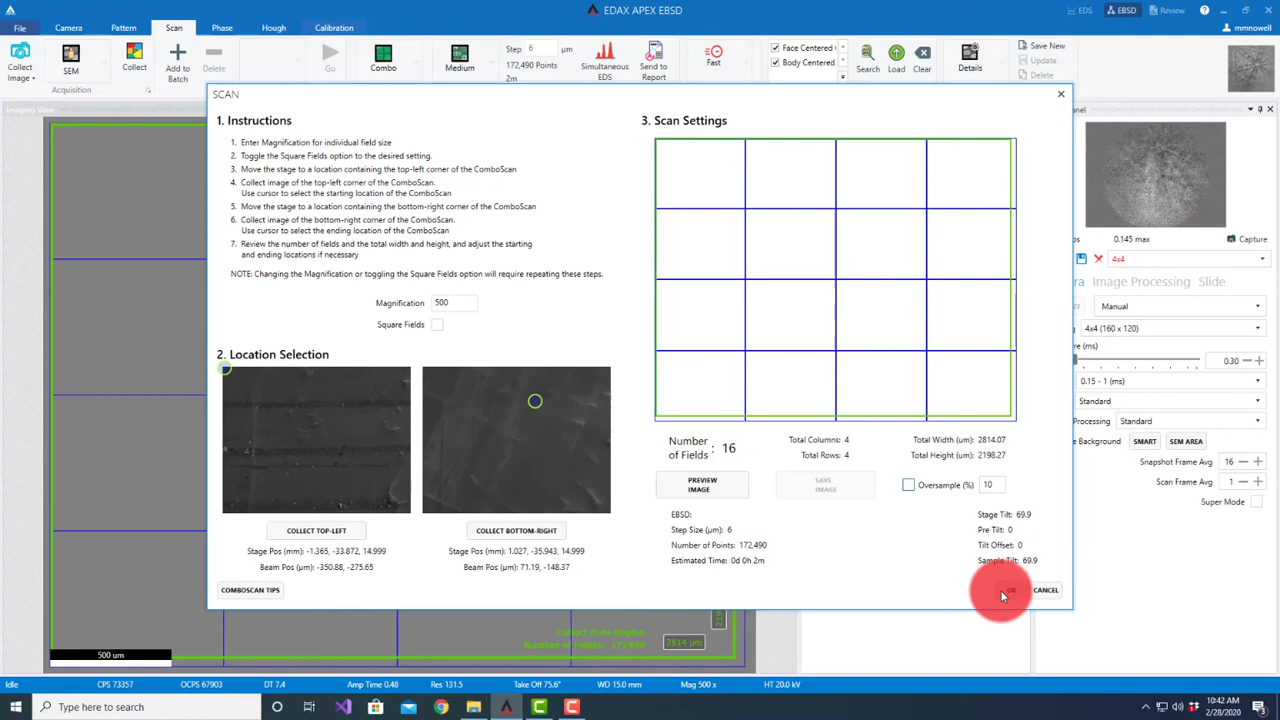 EDAX APEX EBSD
EDS
EBSD
Review
File
Camera
Pattern
Scan
Phase
Hough
Calibration
mmnowell
Collect Image
SEM
Collect
Add to Batch
Delete
Acquisition
Go
Combo
Medium
Step 6 µm
172,490 Points
2m
Simultaneous EDS
Send to Report
Fast
Face Centered
Body Centered
Search
Load
Clear
Details
Save New
Update
Delete
Imaging View
SCAN
1. Instructions
1. Enter Magnification for individual field size
2. Toggle the Square Fields option to the desired setting.
3. Move the stage to a location containing the top-left corner of the ComboScan
4. Collect image of the top-left corner of the ComboScan.
Use cursor to select the starting location of the ComboScan
5. Move the stage to a location containing the bottom-right corner of the ComboScan
6. Collect image of the bottom-right corner of the ComboScan.
Use cursor to select the ending location of the ComboScan
7. Review the number of fields and the total width and height, and adjust the starting
and ending locations if necessary
NOTE: Changing the Magnification or toggling the Square Fields option will require repeating these steps.
Magnification 500
Square Fields
2. Location Selection
COLLECT TOP-LEFT
COLLECT BOTTOM-RIGHT
Stage Pos (mm): -1.365, -33.872, 14.999
Stage Pos (mm): 1.027, -35.943, 14.999
Beam Pos (µm): -350.88, -275.65
Beam Pos (µm): 71.19, -148.37
COMBOSCAN TIPS
3. Scan Settings
Number of Fields : 16
Total Columns: 4
Total Rows: 4
Total Width (um): 2814.07
Total Height (um): 2198.27
PREVIEW IMAGE
SAVE IMAGE
Oversample (%) 10
EBSD:
Step Size (µm): 6
Number of Points: 172,490
Estimated Time: 0d 0h 2m
Stage Tilt: 69.9
Pre Tilt: 0
Tilt Offset: 0
Sample Tilt: 69.9
OK
CANCEL
0.145 max
Capture
4x4
Image Processing
Slide
Manual
4x4 (160 x 120)
(ms)
0.30
0.15 - 1 (ms)
Standard
Processing
Standard
Background
SMART
SEM AREA
Snapshot Frame Avg 16
Scan Frame Avg 1
Super Mode
Collect Data Region
2814 µm
500 um
Idle
CPS 73357
OCPS 67903
DT 7.4
Amp Time 0.48
Res 131.5
Take Off 75.6°
WD 15.0 mm
Mag 500 x
HT 20.0 kV
Type here to search
10:42 AM
2/28/2020
3